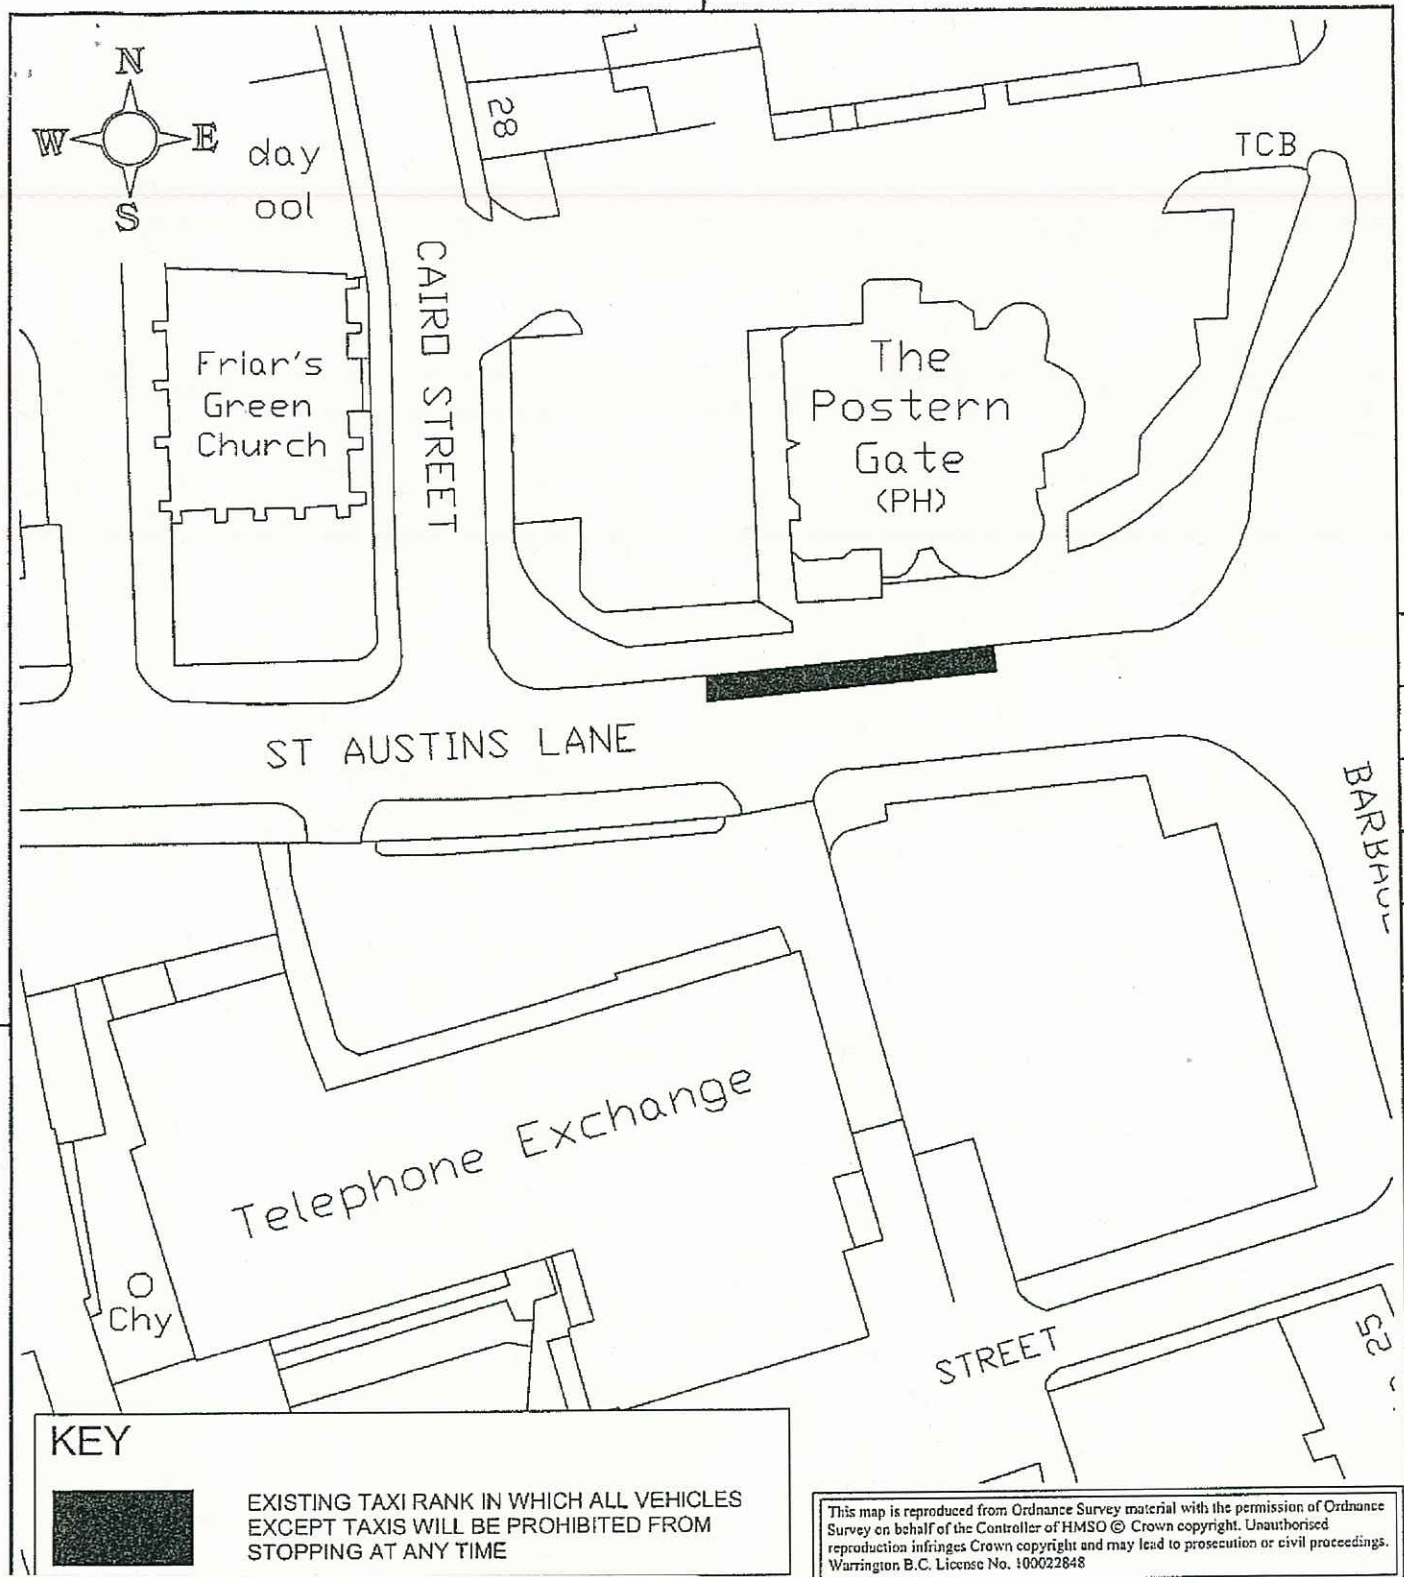 N
W E
S
day
ool
28
TCB
CAIRD STREET
Friar's
Green
Church
The
Postern
Gate
(PH)
ST AUSTINS LANE
Telephone Exchange
Chy
STREET
25
KEY
EXISTING TAXI RANK IN WHICH ALL VEHICLES
EXCEPT TAXIS WILL BE PROHIBITED FROM
STOPPING AT ANY TIME
This map is reproduced from Ordnance Survey material with the permission of Ordnance
Survey on behalf of the Controller of HMSO © Crown copyright. Unauthorised
reproduction infringes Crown copyright and may lead to prosecution or civil proceedings.
Warrington B.C. License No. 100022848